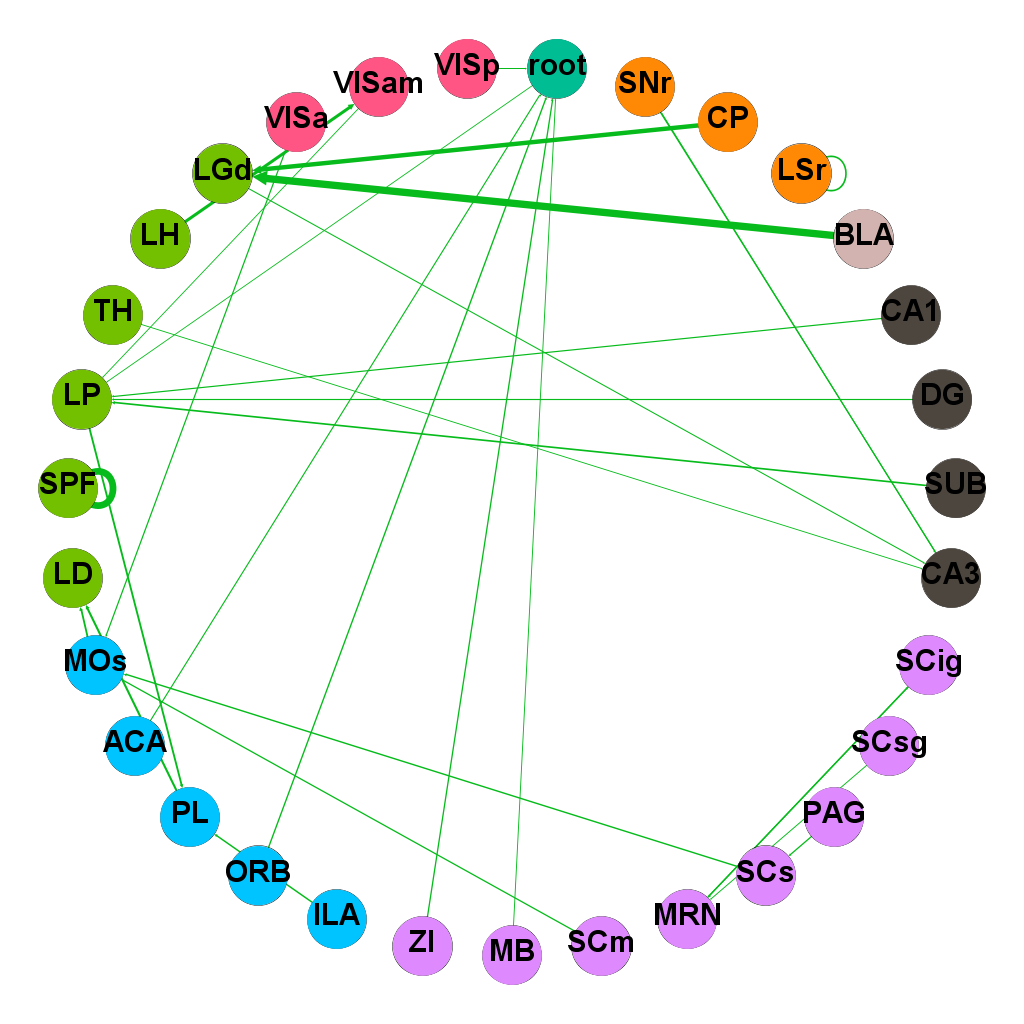 VISp
root
SNr
VISam
CP
VISa
LGd
LSr
LH
BLA
TH
CA1
LP
DG
SPF
SUB
LD
CA3
MOs
SCig
ACA
SCsg
PL
PAG
ORB
SCs
ILA
MRN
ZI
MB
SCm